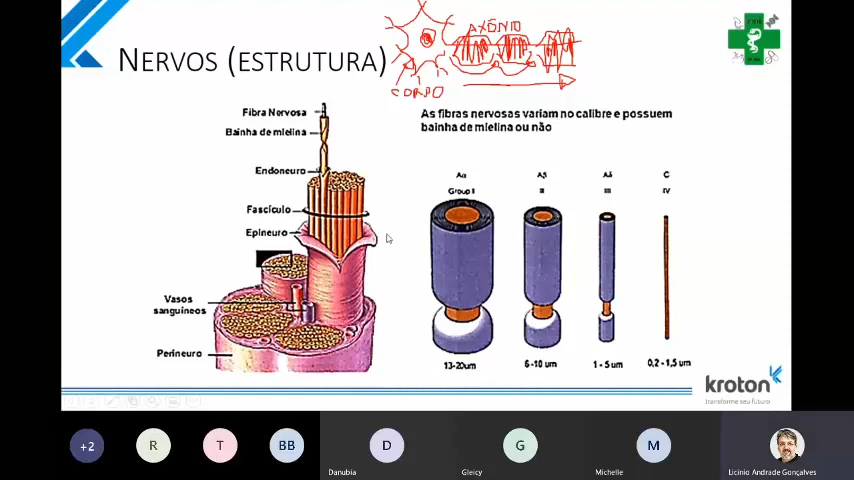 AXÔNIO
NERVOS (ESTRUTURA)
CORPO
Fibra Nervosa
Bainha de mielina
Endoneuro
Fascículo
Epineuro
Vasos
sanguíneos
Perineuro
As fibras nervosas variam no calibre e possuem
bainha de mielina ou não
Aα Aβ Aδ C
Group I II III IV
13-20um 6-10 um 1-5 um 0,2-1,5 um
kroton
transforme seu futuro
+2 R T BB D G M
Danubia Gleicy Michelle Licinio Andrade Gonçalves